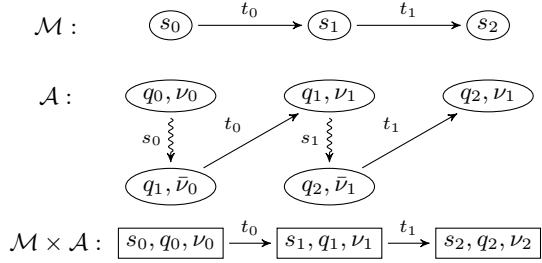 t₀ t₁
ℳ : s₀ s₁ s₂
𝒜 : q₀, ν₀ q₁, ν₁ q₂, ν₁
s₀ t₀ s₁ t₁
q₁, ν̄₀ q₂, ν̄₁
t₀ t₁
ℳ × 𝒜 : s₀, q₀, ν₀ s₁, q₁, ν₁ s₂, q₂, ν₂